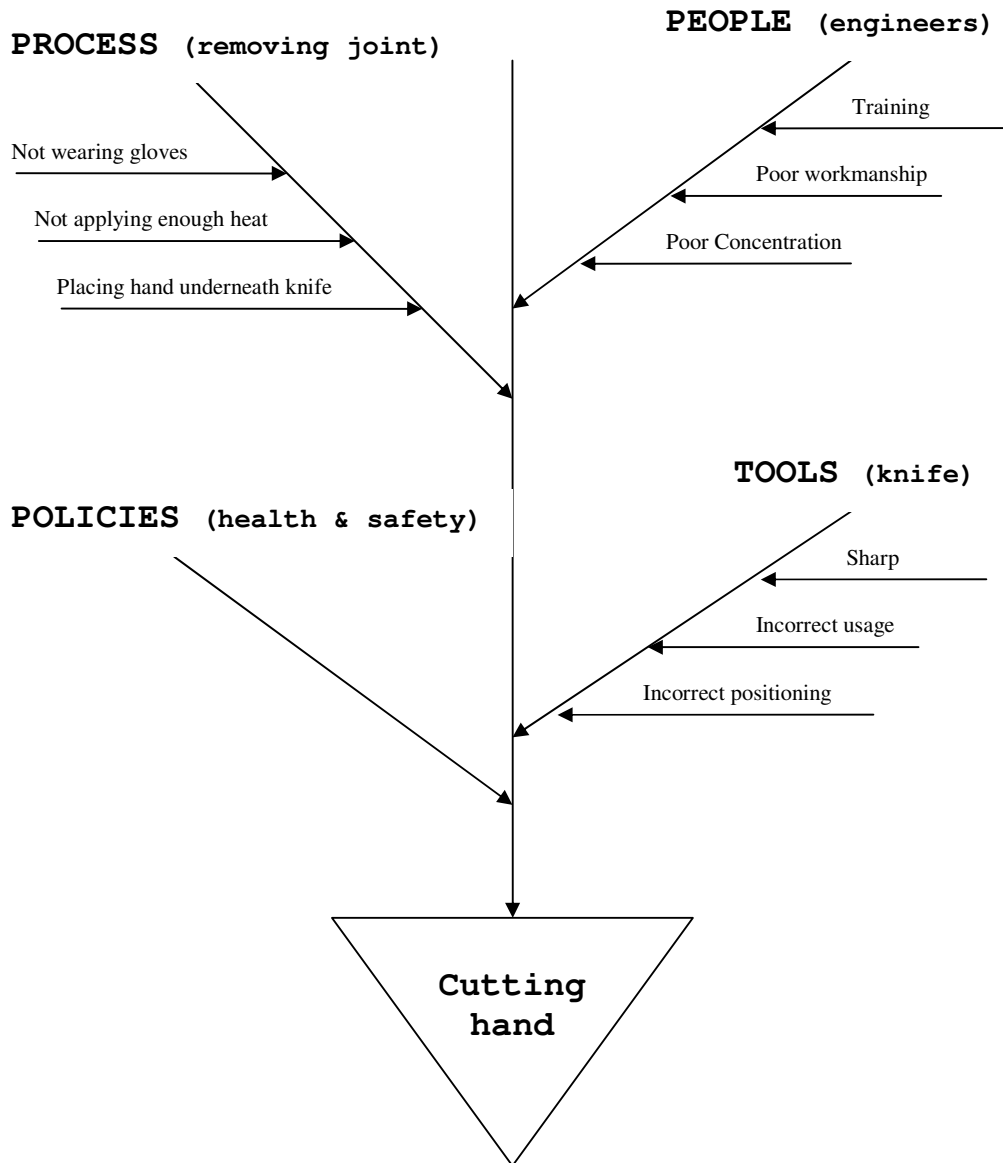 PROCESS (removing joint)
Not wearing gloves
Not applying enough heat
Placing hand underneath knife
PEOPLE (engineers)
Training
Poor workmanship
Poor Concentration
POLICIES (health & safety)
TOOLS (knife)
Sharp
Incorrect usage
Incorrect positioning
Cutting
hand